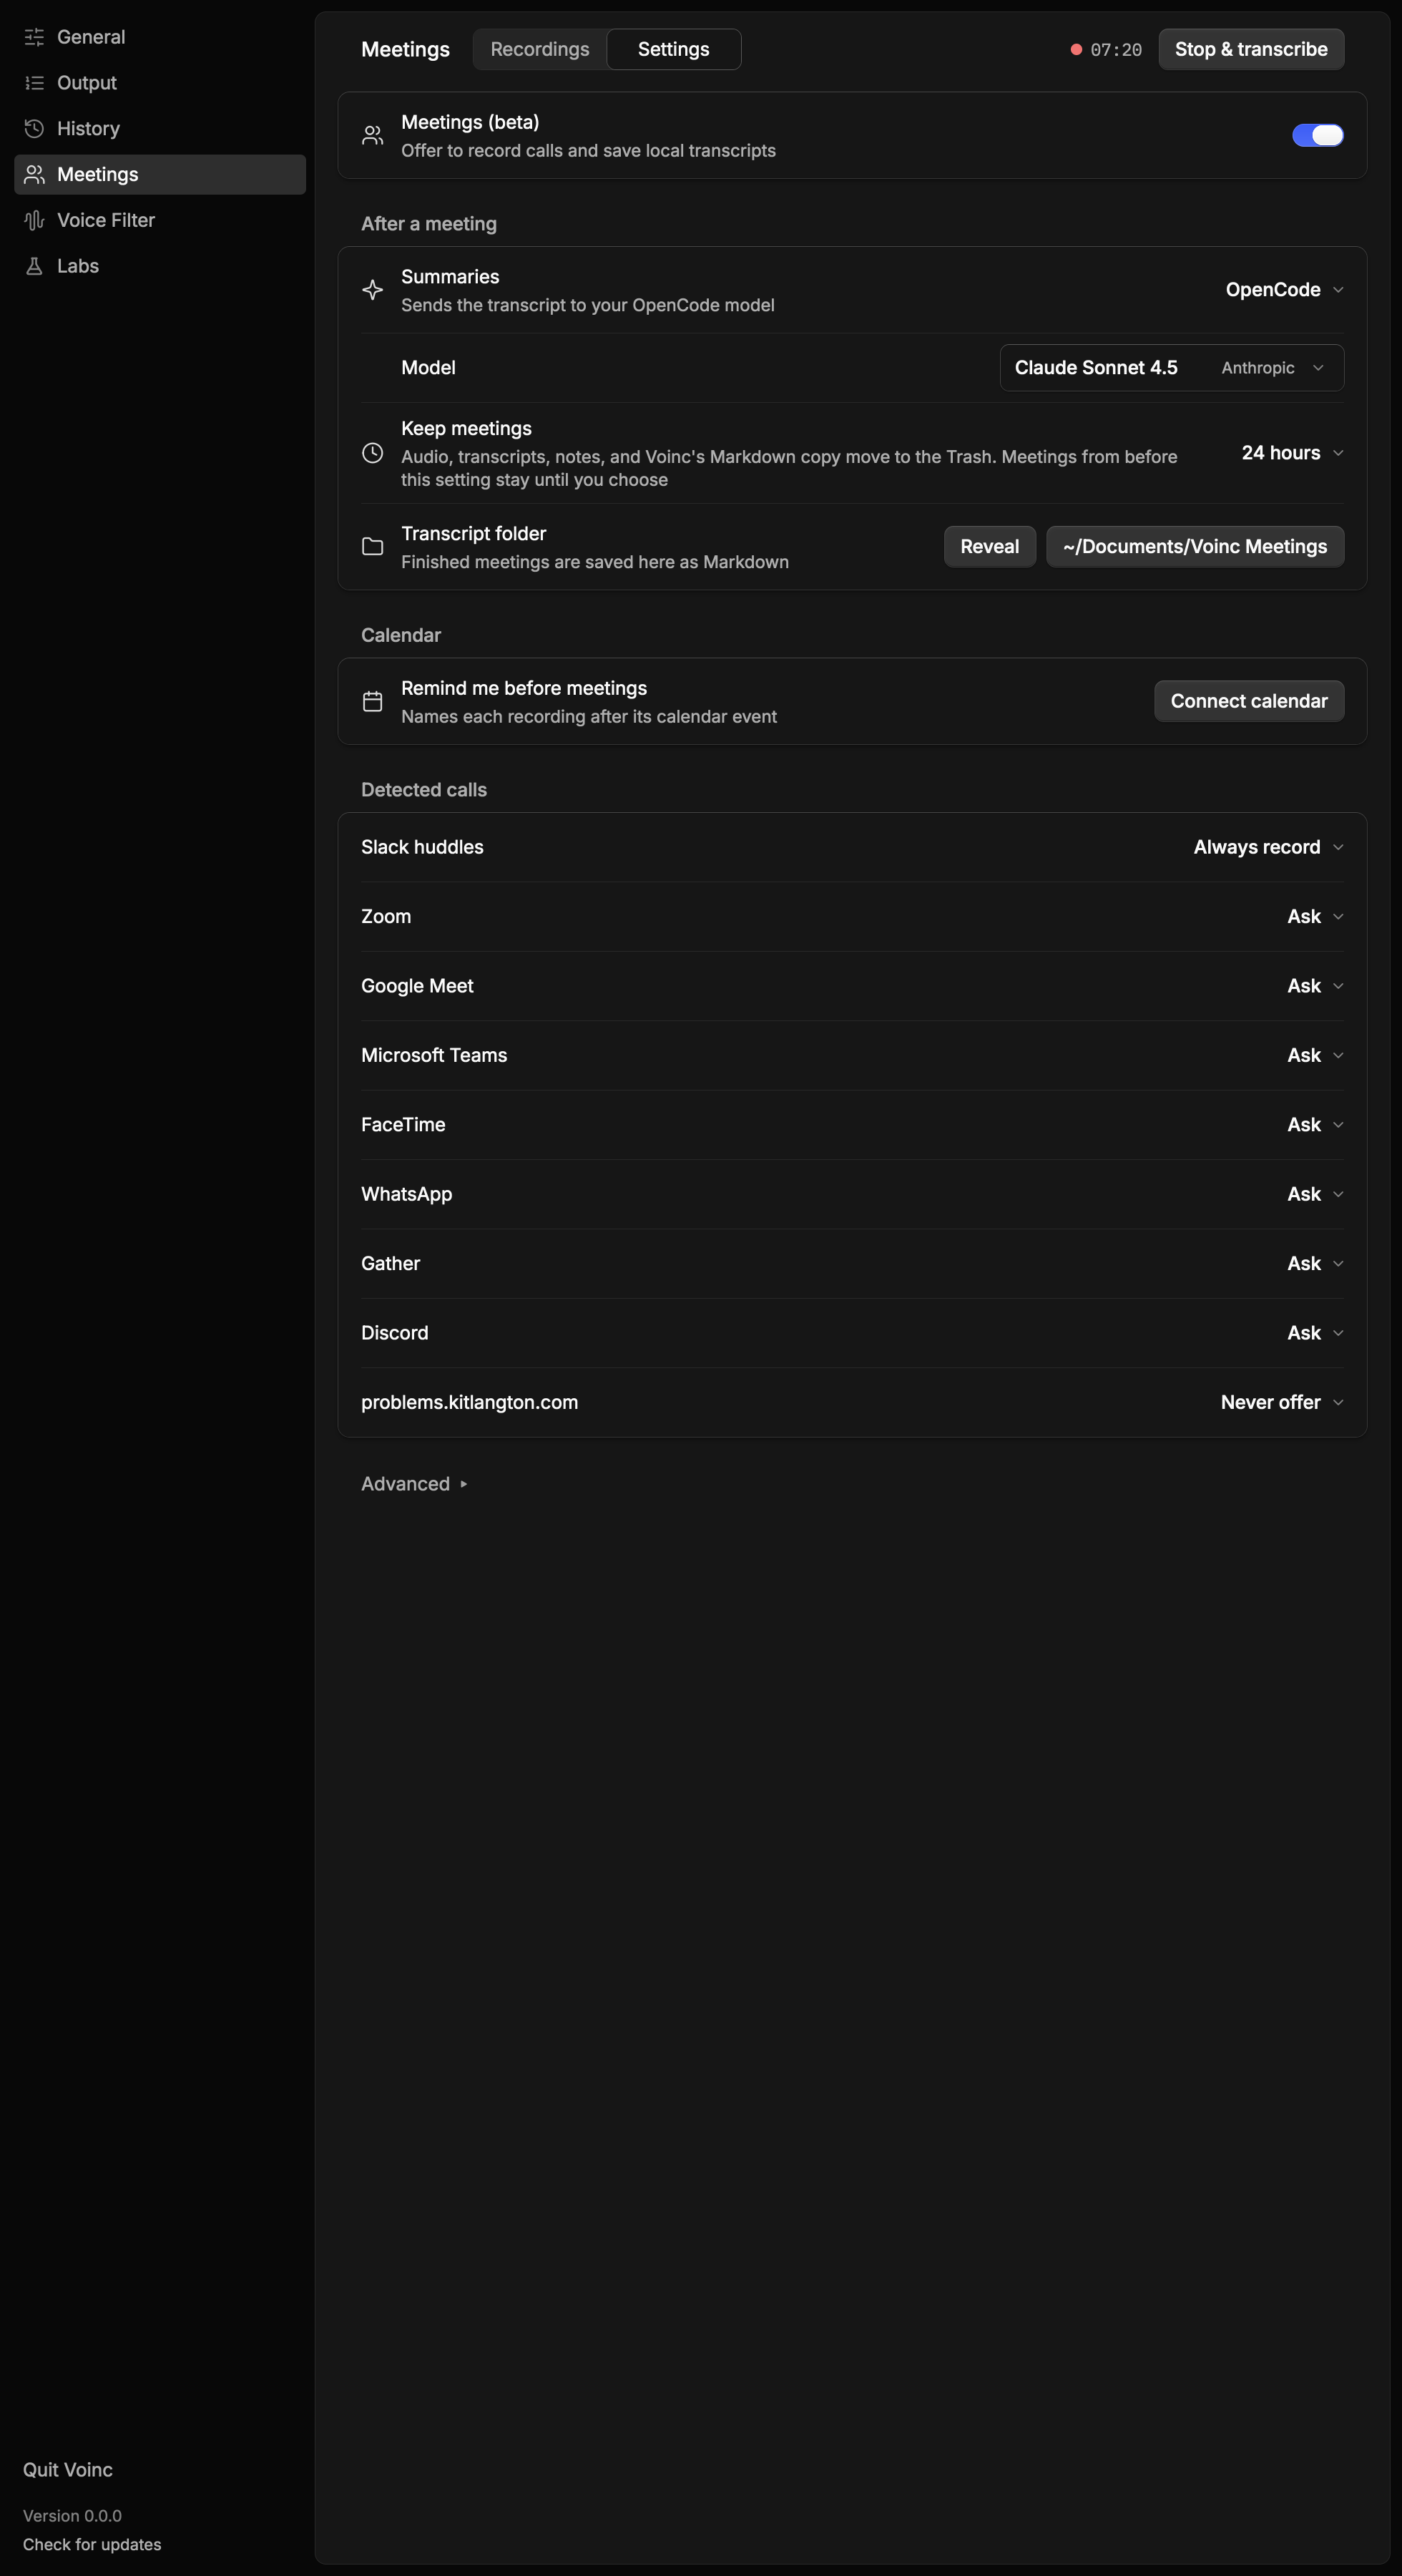 General
Output
History
Meetings
Voice Filter
Labs
Meetings
Recordings
Settings
07:20
Stop & transcribe
Meetings (beta)
Offer to record calls and save local transcripts
After a meeting
Summaries
Sends the transcript to your OpenCode model
OpenCode
Model
Claude Sonnet 4.5
Anthropic
Keep meetings
Audio, transcripts, notes, and Voinc's Markdown copy move to the Trash. Meetings from before
this setting stay until you choose
24 hours
Transcript folder
Finished meetings are saved here as Markdown
Reveal
~/Documents/Voinc Meetings
Calendar
Remind me before meetings
Names each recording after its calendar event
Connect calendar
Detected calls
Slack huddles
Always record
Zoom
Ask
Google Meet
Ask
Microsoft Teams
Ask
FaceTime
Ask
WhatsApp
Ask
Gather
Ask
Discord
Ask
problems.kitlangton.com
Never offer
Advanced
Quit Voinc
Version 0.0.0
Check for updates